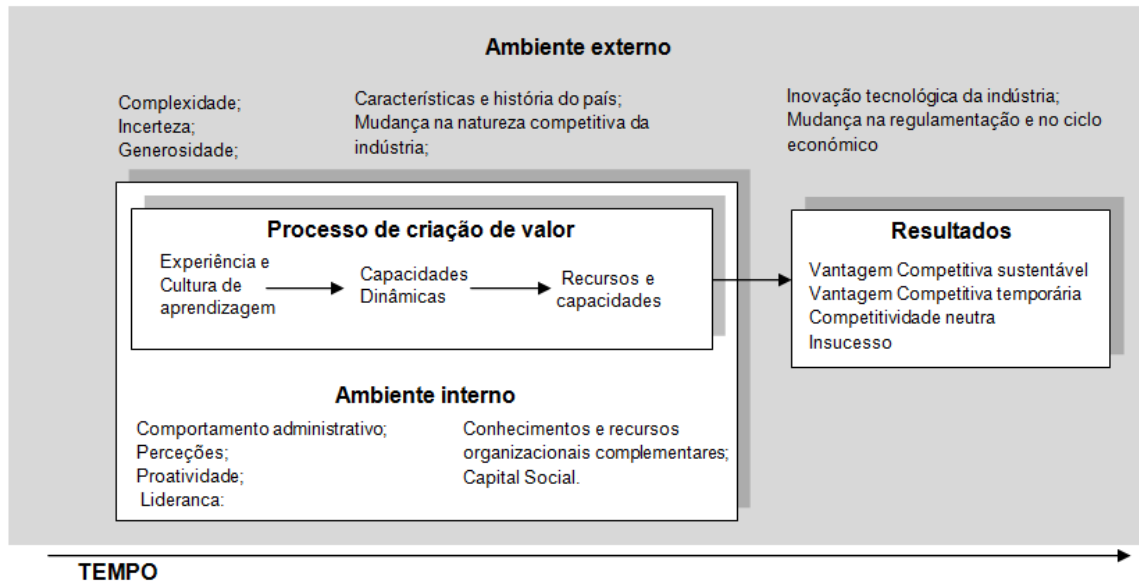 Ambiente externo
Complexidade;
Incerteza;
Generosidade;
Características e história do país;
Mudança na natureza competitiva da
indústria;
Inovação tecnológica da indústria;
Mudança na regulamentação e no ciclo
económico
Processo de criação de valor
Experiência e
Cultura de
aprendizagem
Capacidades
Dinâmicas
Recursos e
capacidades
Resultados
Vantagem Competitiva sustentável
Vantagem Competitiva temporária
Competitividade neutra
Insucesso
Ambiente interno
Comportamento administrativo;
Perceções;
Proatividade;
Lideranca:
Conhecimentos e recursos
organizacionais complementares;
Capital Social.
TEMPO